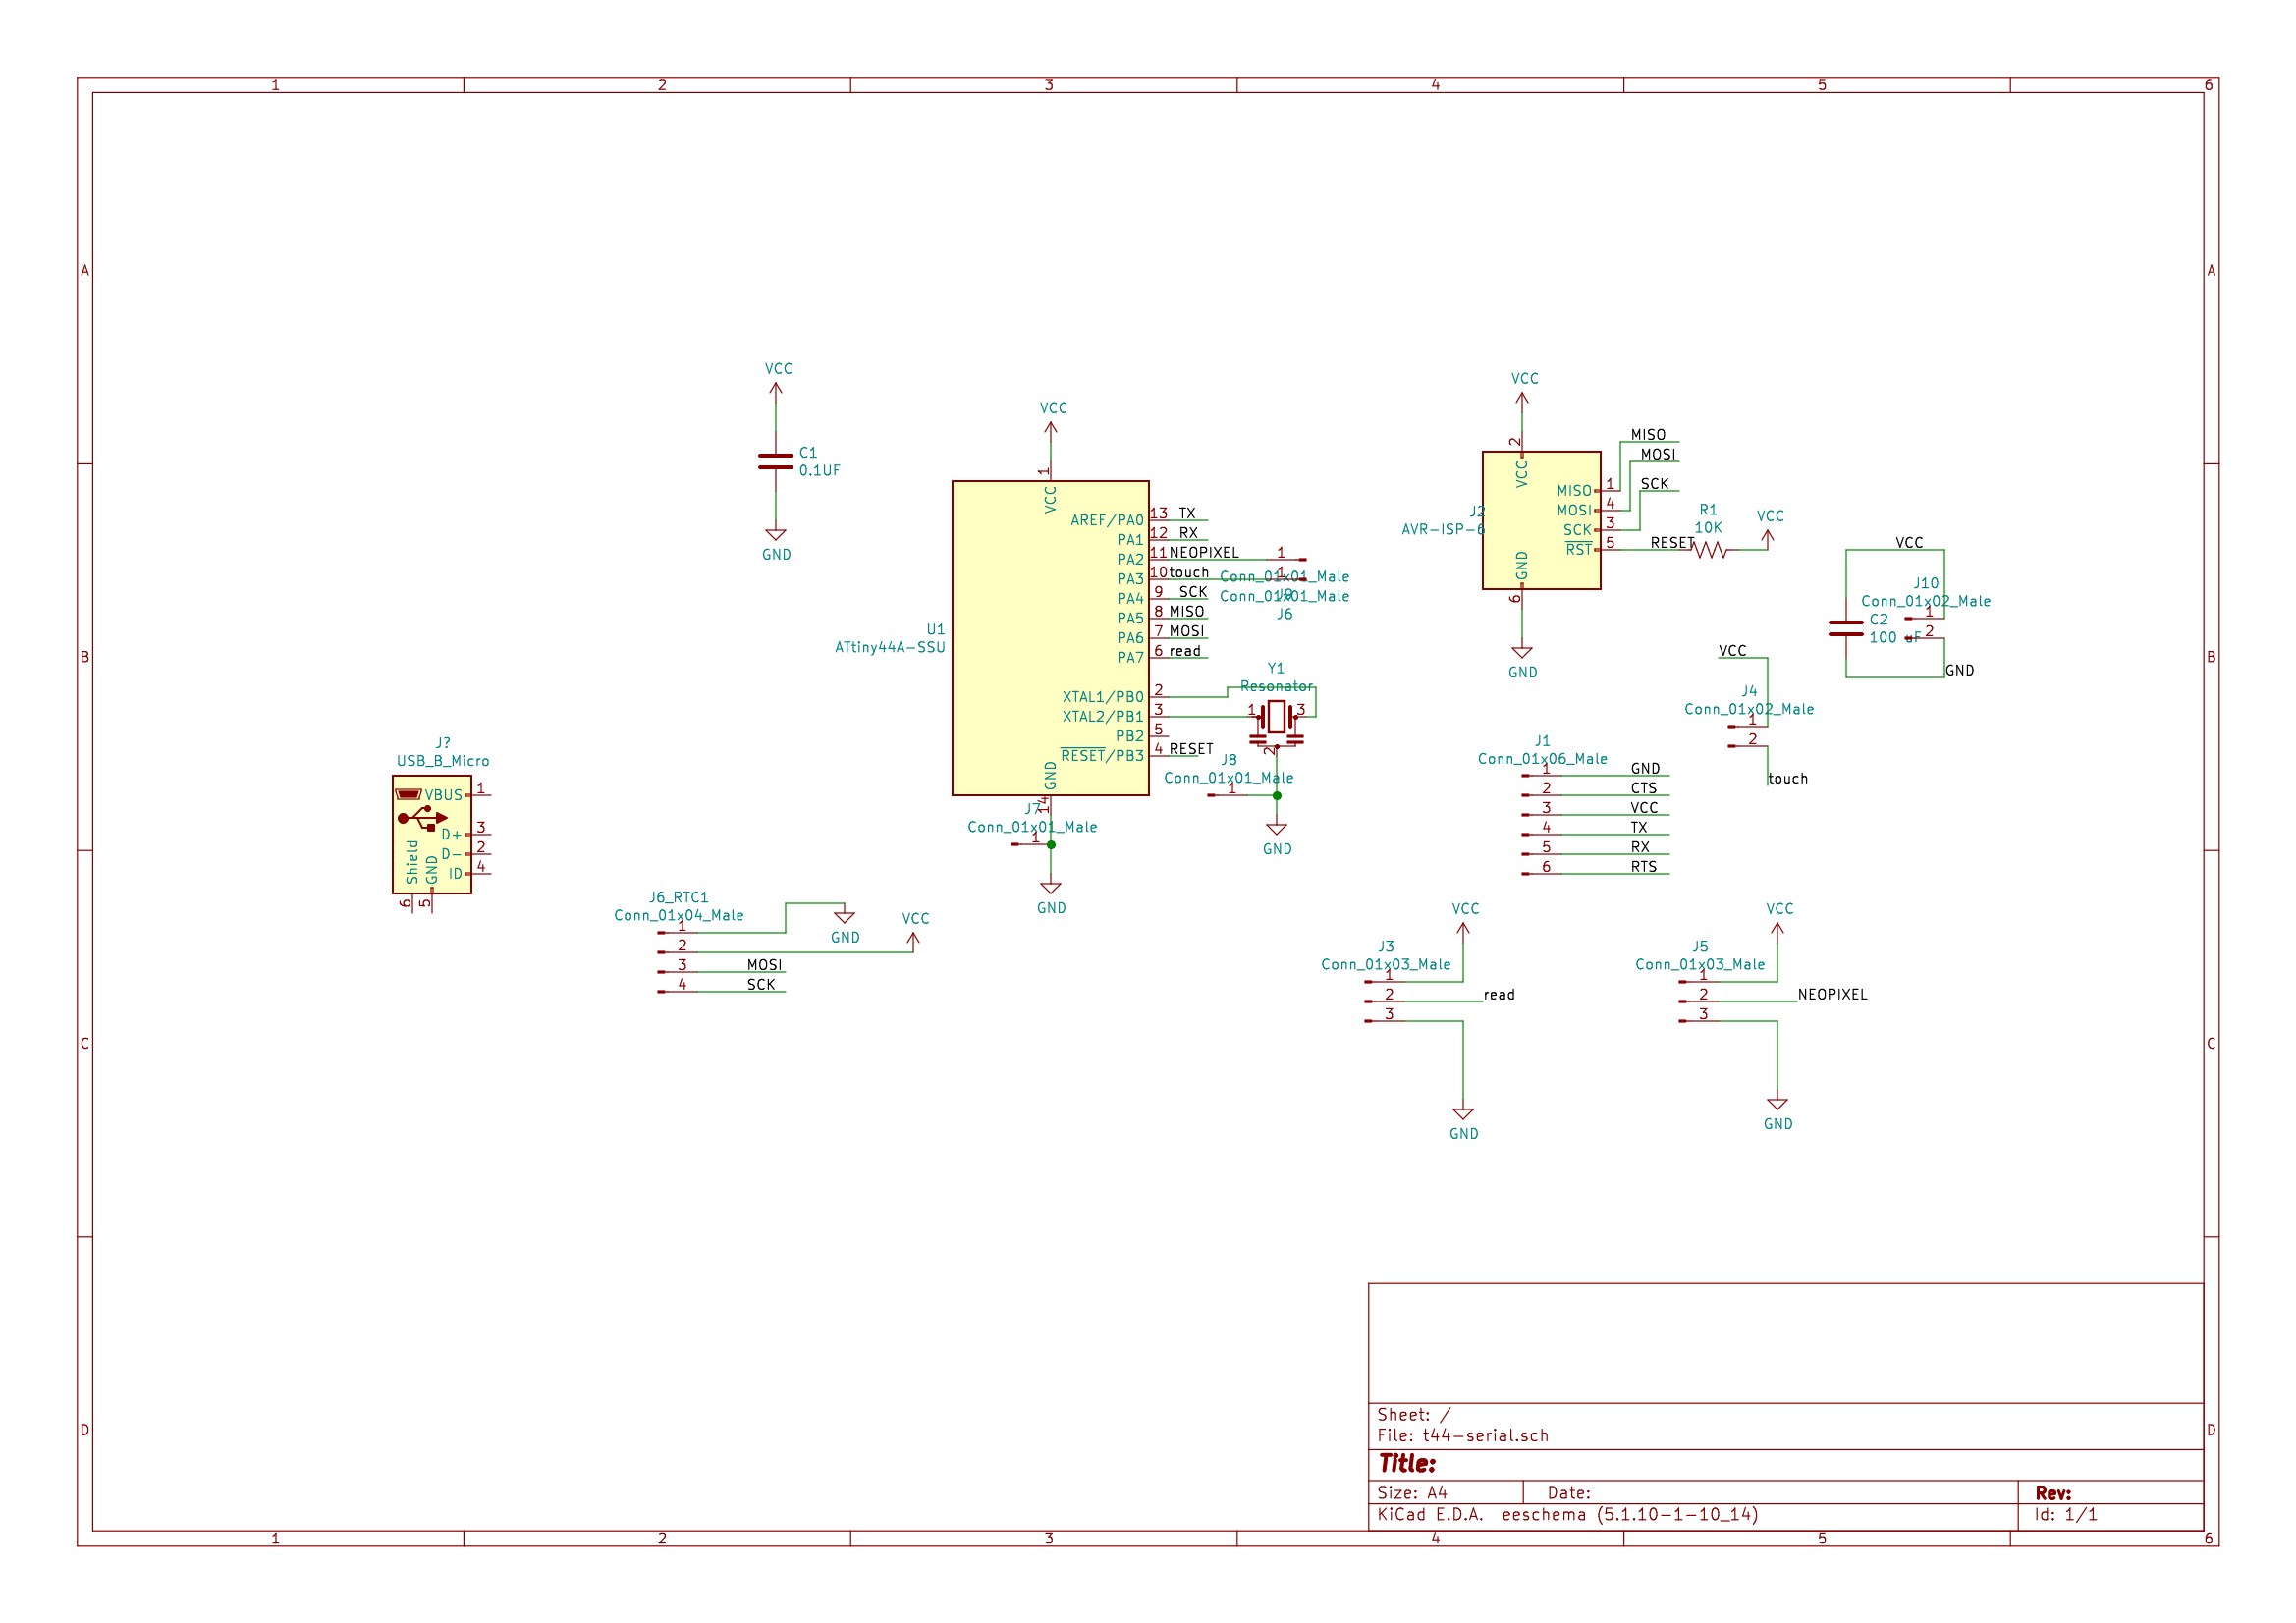 1 2 3 4 5 6
A A
VCC
C1
0.1UF
GND
VCC
1
VCC
U1
ATtiny44A-SSU
AREF/PA0 13 TX
PA1 12 RX
PA2 11 NEOPIXEL 1
PA3 10 touch 1
Conn_01x01_Male
PA4 9 SCK
Conn_01x01_Male
J9
PA5 8 MISO
J6
PA6 7 MOSI
PA7 6 read
XTAL1/PB0 2
XTAL2/PB1 3
PB2 5
RESET/PB3 4 RESET
GND
14
Y1
Resonator
1 3
2
GND
J8
Conn_01x01_Male
1
J7
Conn_01x01_Male
1
GND
VCC
2
VCC
J2
AVR-ISP-6
MISO 1
MOSI 4
SCK 3
RST 5
GND
6
GND
MISO
MOSI
SCK
RESET
R1
10K
VCC
VCC
J10
Conn_01x02_Male
1
2
C2
100 uF
GND
B B
VCC
J4
Conn_01x02_Male
1
2
touch
J1
Conn_01x06_Male
1 GND
2 CTS
3 VCC
4 TX
5 RX
6 RTS
J?
USB_B_Micro
VBUS 1
D+ 3
D- 2
ID 4
Shield
GND
6 5
J6_RTC1
Conn_01x04_Male
1
2
3 MOSI
4 SCK
GND
VCC
VCC
J3
Conn_01x03_Male
1
2 read
3
GND
VCC
J5
Conn_01x03_Male
1
2 NEOPIXEL
3
GND
C C
D D
Sheet: /
File: t44-serial.sch
Title:
Size: A4 Date: Rev:
KiCad E.D.A. eeschema (5.1.10-1-10_14) Id: 1/1
1 2 3 4 5 6